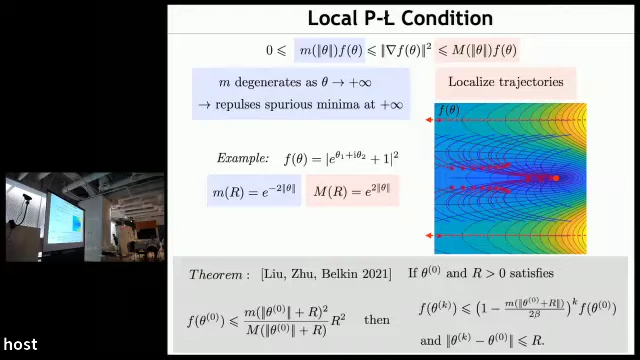 Local P-Ł Condition
0 ⩽ m(‖θ‖)f(θ) ⩽ ‖∇f(θ)‖² ⩽ M(‖θ‖)f(θ)
m degenerates as θ → +∞
→ repulses spurious minima at +∞
Localize trajectories
f(θ)
Example: f(θ) = |e^{θ₁+iθ₂} + 1|²
m(R) = e^{−2‖θ‖}
M(R) = e^{2‖θ‖}
Theorem : [Liu, Zhu, Belkin 2021] If θ^{(0)} and R > 0 satisfies
f(θ^{(0)}) ⩽ \frac{m(‖θ^{(0)}‖ + R)^2}{M(‖θ^{(0)}‖ + R)} R² then
f(θ^{(k)}) ⩽ (1 − \frac{m(‖θ^{(0)} + R‖)}{2β})^k f(θ^{(0)})
and ‖θ^{(k)} − θ^{(0)}‖ ⩽ R.
host